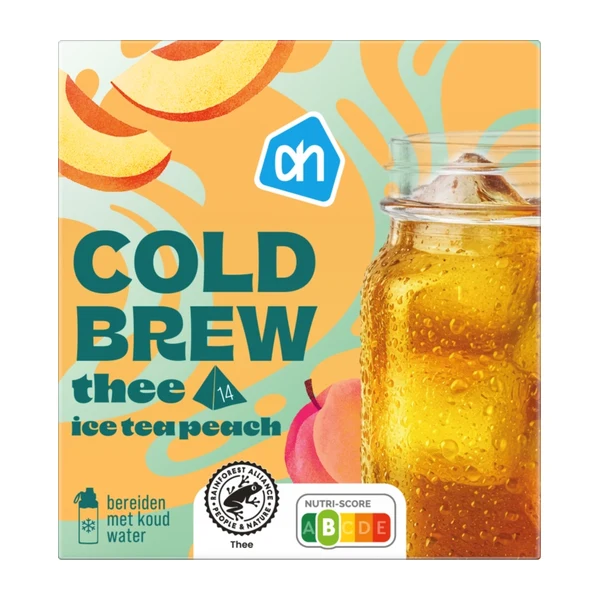 ah
COLD
BREW
thee 14
ice tea peach
bereiden
met koud
water
RAINFOREST ALLIANCE
PEOPLE & NATURE
Thee
NUTRI-SCORE
A B C D E